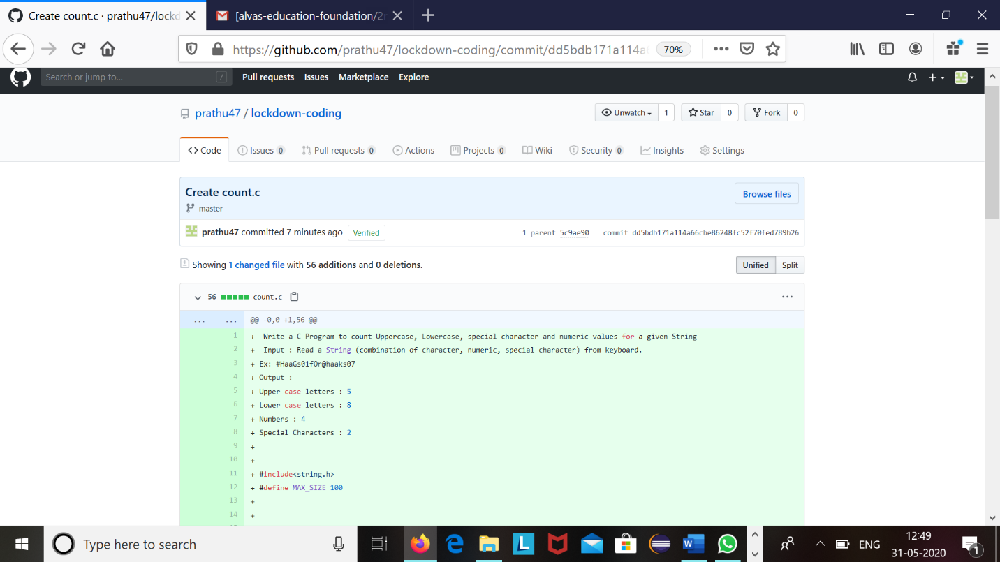 Create count.c · prathu47/lockd
[alvas-education-foundation/2n
https://github.com/prathu47/lockdown-coding/commit/dd5bdb171a114a6
70%
Search or jump to...
/
Pull requests Issues Marketplace Explore
prathu47 / lockdown-coding
Unwatch 1 Star 0 Fork 0
<> Code Issues 0 Pull requests 0 Actions Projects 0 Wiki Security 0 Insights Settings
Create count.c
Browse files
master
prathu47 committed 7 minutes ago Verified 1 parent 5c9ae90 commit dd5bdb171a114a66cbe86248fc52f70fed789b26
Showing 1 changed file with 56 additions and 0 deletions. Unified Split
56 count.c
... ... @@ -0,0 +1,56 @@
1 + Write a C Program to count Uppercase, Lowercase, special character and numeric values for a given String
2 + Input : Read a String (combination of character, numeric, special character) from keyboard.
3 + Ex: #HaaGs01fOr@haaks07
4 + Output :
5 + Upper case letters : 5
6 + Lower case letters : 8
7 + Numbers : 4
8 + Special Characters : 2
9 +
10 +
11 + #include<string.h>
12 + #define MAX_SIZE 100
13 +
14 +
Type here to search
L
W
ENG
12:49
31-05-2020
1